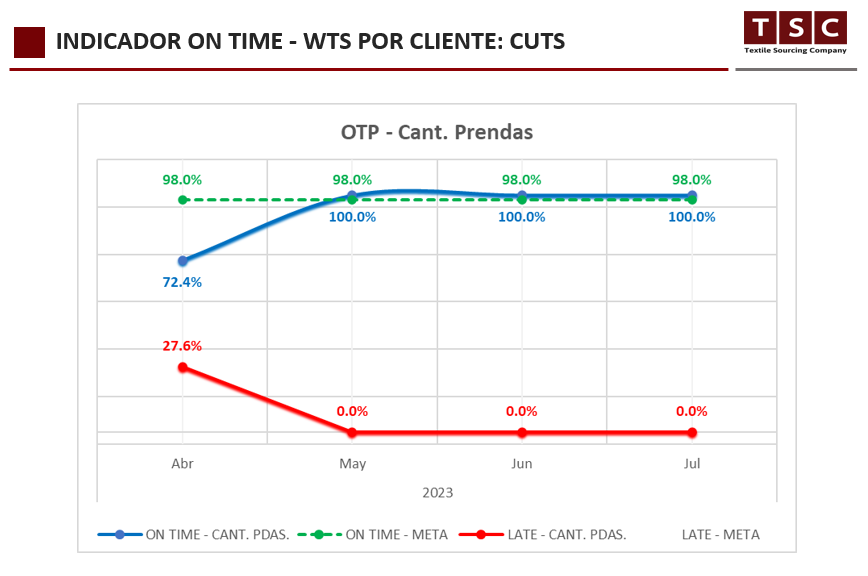 INDICADOR ON TIME - WTS POR CLIENTE: CUTS
TSC
Textile Sourcing Company
OTP - Cant. Prendas
98.0% 98.0% 98.0% 98.0%
100.0% 100.0% 100.0%
72.4%
27.6%
0.0% 0.0% 0.0%
Abr May Jun Jul
2023
ON TIME - CANT. PDAS. ON TIME - META LATE - CANT. PDAS. LATE - META